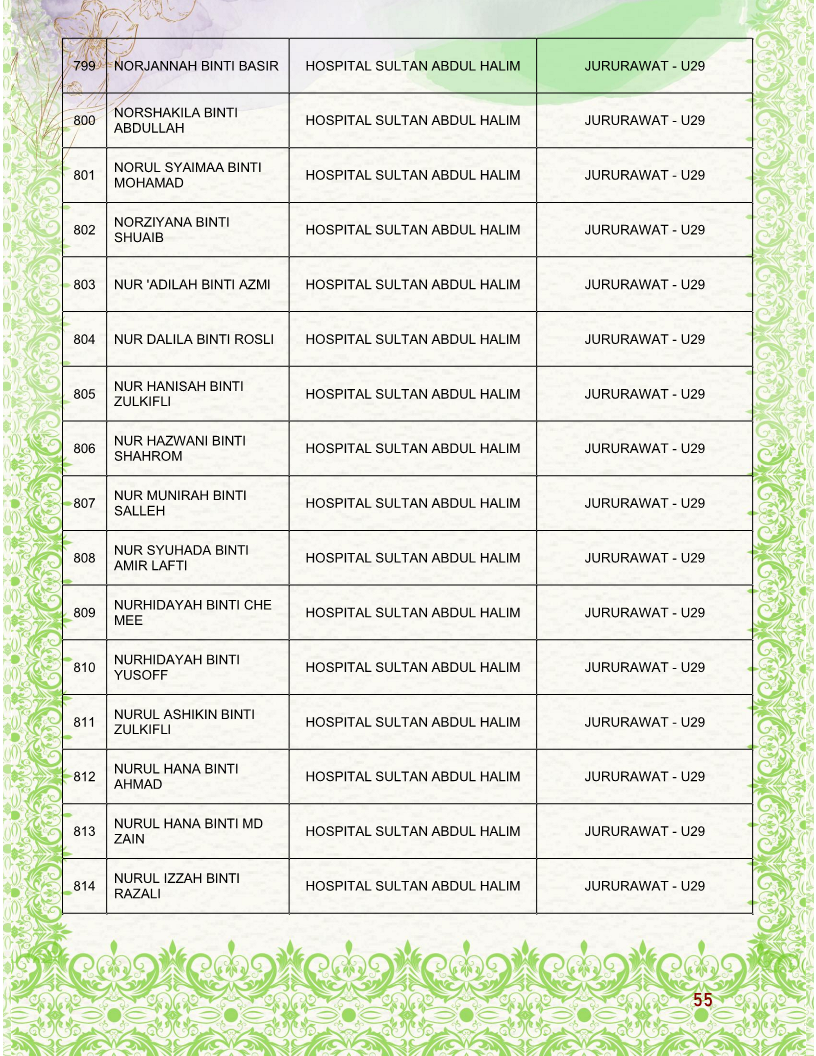 799 NORJANNAH BINTI BASIR HOSPITAL SULTAN ABDUL HALIM JURURAWAT - U29
800 NORSHAKILA BINTI
ABDULLAH HOSPITAL SULTAN ABDUL HALIM JURURAWAT - U29
801 NORUL SYAIMAA BINTI
MOHAMAD HOSPITAL SULTAN ABDUL HALIM JURURAWAT - U29
802 NORZIYANA BINTI
SHUAIB HOSPITAL SULTAN ABDUL HALIM JURURAWAT - U29
803 NUR 'ADILAH BINTI AZMI HOSPITAL SULTAN ABDUL HALIM JURURAWAT - U29
804 NUR DALILA BINTI ROSLI HOSPITAL SULTAN ABDUL HALIM JURURAWAT - U29
805 NUR HANISAH BINTI
ZULKIFLI HOSPITAL SULTAN ABDUL HALIM JURURAWAT - U29
806 NUR HAZWANI BINTI
SHAHROM HOSPITAL SULTAN ABDUL HALIM JURURAWAT - U29
807 NUR MUNIRAH BINTI
SALLEH HOSPITAL SULTAN ABDUL HALIM JURURAWAT - U29
808 NUR SYUHADA BINTI
AMIR LAFTI HOSPITAL SULTAN ABDUL HALIM JURURAWAT - U29
809 NURHIDAYAH BINTI CHE
MEE HOSPITAL SULTAN ABDUL HALIM JURURAWAT - U29
810 NURHIDAYAH BINTI
YUSOFF HOSPITAL SULTAN ABDUL HALIM JURURAWAT - U29
811 NURUL ASHIKIN BINTI
ZULKIFLI HOSPITAL SULTAN ABDUL HALIM JURURAWAT - U29
812 NURUL HANA BINTI
AHMAD HOSPITAL SULTAN ABDUL HALIM JURURAWAT - U29
813 NURUL HANA BINTI MD
ZAIN HOSPITAL SULTAN ABDUL HALIM JURURAWAT - U29
814 NURUL IZZAH BINTI
RAZALI HOSPITAL SULTAN ABDUL HALIM JURURAWAT - U29
55